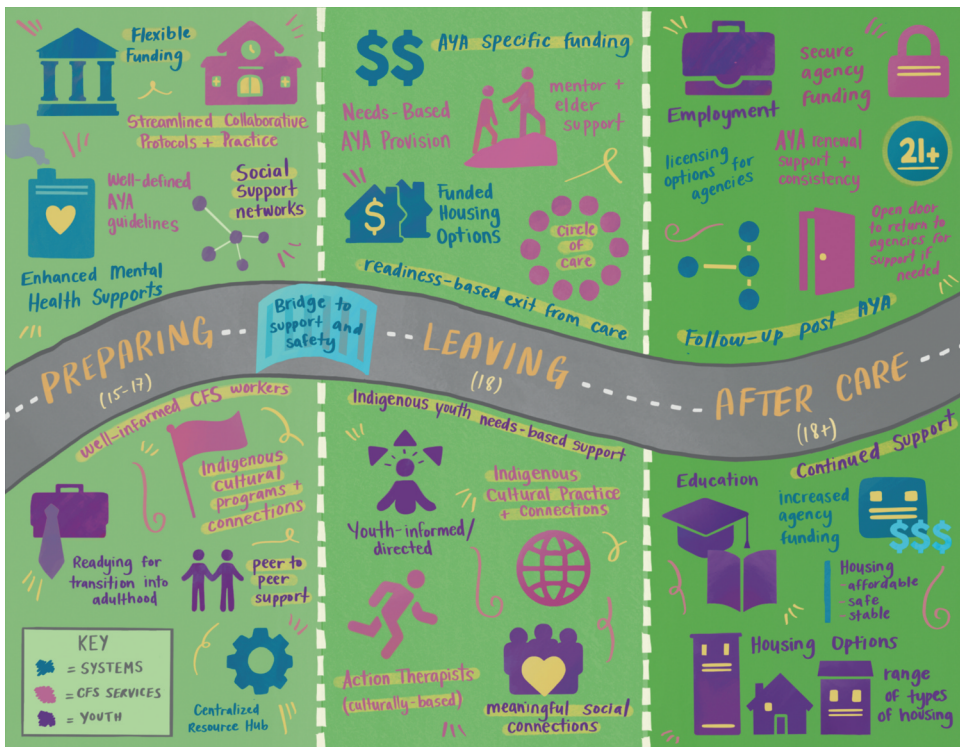 Flexible
Funding
Streamlined Collaborative
Protocols + Practice
Well-defined
AYA
guidelines
Social
Support
networks
Enhanced Mental
Health Supports
$$
AYA specific funding
Needs-Based
AYA Provision
mentor +
elder
support
$
Funded
Housing
Options
Circle
of
care
readiness-based exit from care
Employment
secure
agency
funding
licensing
options for
agencies
AYA renewal
support +
consistency
21+
Open door
to return to
agencies for
support if
needed
Follow-up post AYA
PREPARING
(15-17)
Bridge to
support and
safety
LEAVING
(18)
AFTER CARE
(18+)
well-informed CFS workers
Indigenous
cultural
programs +
connections
Readying for
transition into
adulthood
peer to
peer
support
KEY
= SYSTEMS
= CFS SERVICES
= YOUTH
Centralized
Resource Hub
Indigenous youth needs-based support
Youth-informed/
directed
Indigenous
Cultural Practice
+ Connections
Action Therapists
(culturally-based)
meaningful social
connections
Continued Support
Education
increased
agency
funding
$$$
Housing
- affordable
- safe
- stable
Housing Options
range
of types
of housing